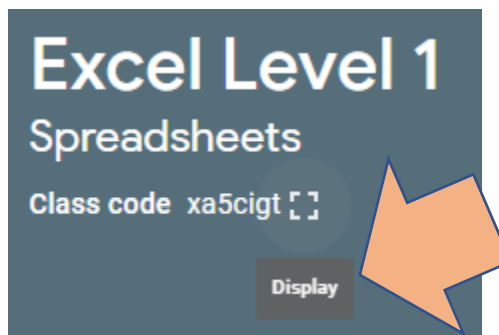 Excel Level 1
Spreadsheets
Class code xa5cigt
Display